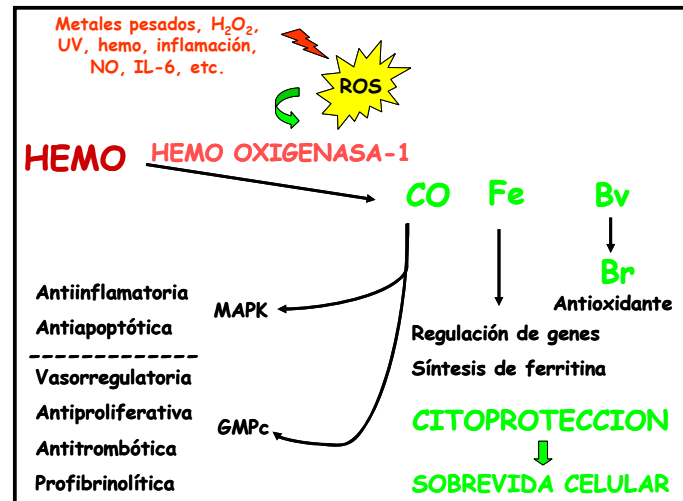 Metales pesados, H₂O₂,
UV, hemo, inflamación,
NO, IL-6, etc.
ROS
HEMO
HEMO OXIGENASA-1
CO
Fe
Bv
Br
Antioxidante
Antiinflamatoria
Antiapoptótica
MAPK
Regulación de genes
Síntesis de ferritina
Vasorregulatoria
Antiproliferativa
Antitrombótica
Profibrinolítica
GMPc
CITOPROTECCION
SOBREVIDA CELULAR